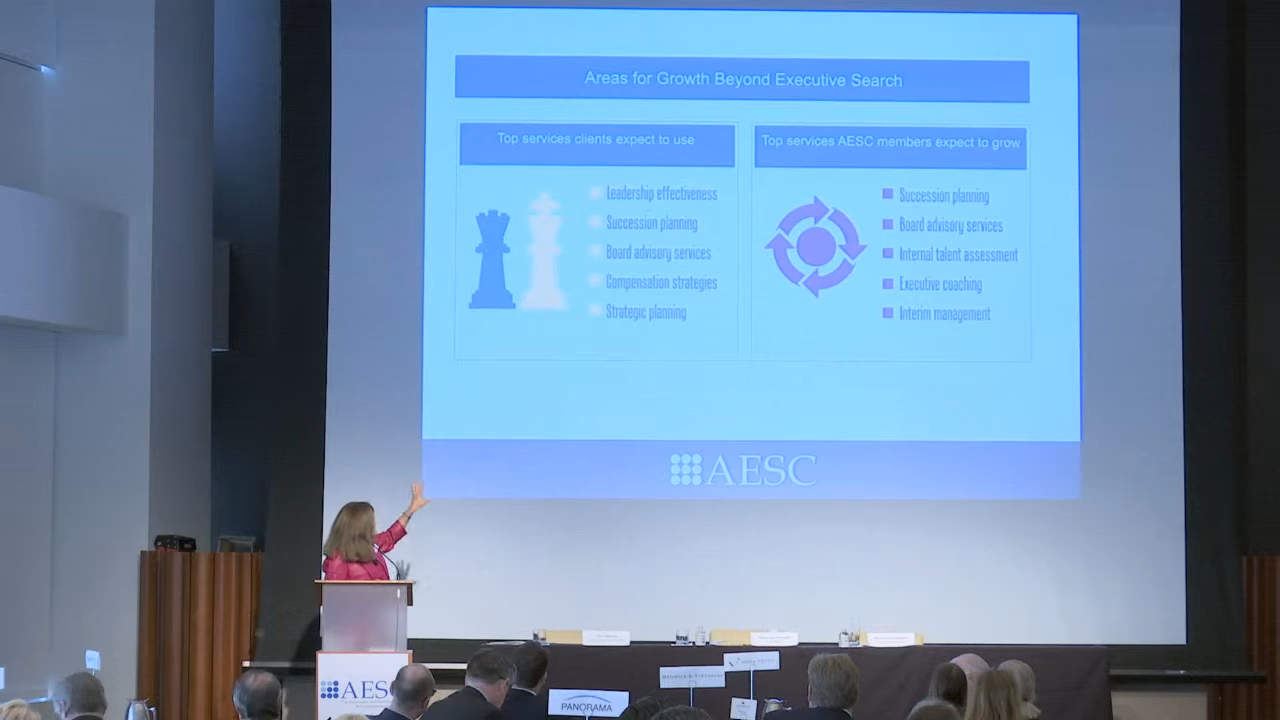 Areas for Growth Beyond Executive Search
Top services clients expect to use
Leadership effectiveness
Succession planning
Board advisory services
Compensation strategies
Strategic planning
Top services AESC members expect to grow
Succession planning
Board advisory services
Internal talent assessment
Executive coaching
Interim management
AESC
AESC
PANORAMA